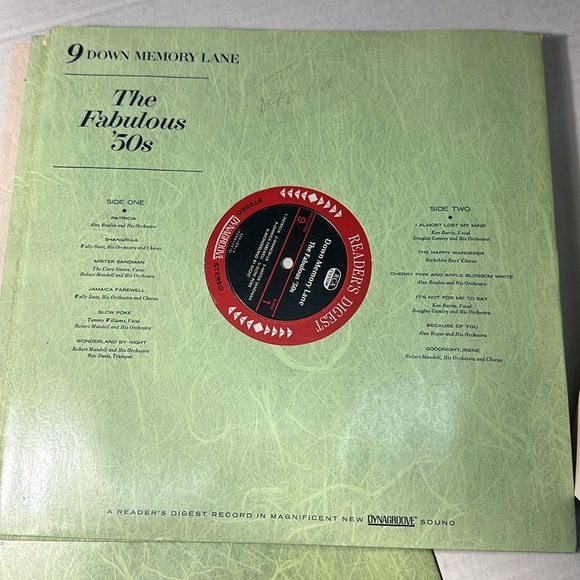 9 DOWN MEMORY LANE
The
Fabulous
'50s
SIDE ONE
PATRICIA
Alan Braden and His Orchestra
SHANGRI-LA
Wally Stott, His Orchestra and Chorus
MISTER SANDMAN
The Clare Sisters, Vocal
Robert Mandell and His Orchestra
JAMAICA FAREWELL
Wally Stott, His Orchestra and Chorus
SLOW POKE
Tommy Williams, Vocal
Robert Mandell and His Orchestra
WONDERLAND BY NIGHT
Robert Mandell and His Orchestra
Ray Davis, Trumpet
SIDE TWO
I ALMOST LOST MY MIND
Ken Barrie, Vocal
Douglas Gamley and His Orchestra
THE HAPPY WANDERER
Berkshire Boys' Chorus
CHERRY PINK AND APPLE BLOSSOM WHITE
Alan Braden and His Orchestra
IT'S NOT FOR ME TO SAY
Ken Barrie, Vocal
Douglas Gamley and His Orchestra
BECAUSE OF YOU
Alan Roper and His Orchestra
GOODNIGHT, IRENE
Robert Mandell, His Orchestra and Chorus
READER'S DIGEST
STEREO
DYNAGROOVE
STEREO
RCA
Down Memory Lane
The Fabulous '50s
9
1
A READER'S DIGEST RECORD IN MAGNIFICENT NEW DYNAGROOVE SOUND